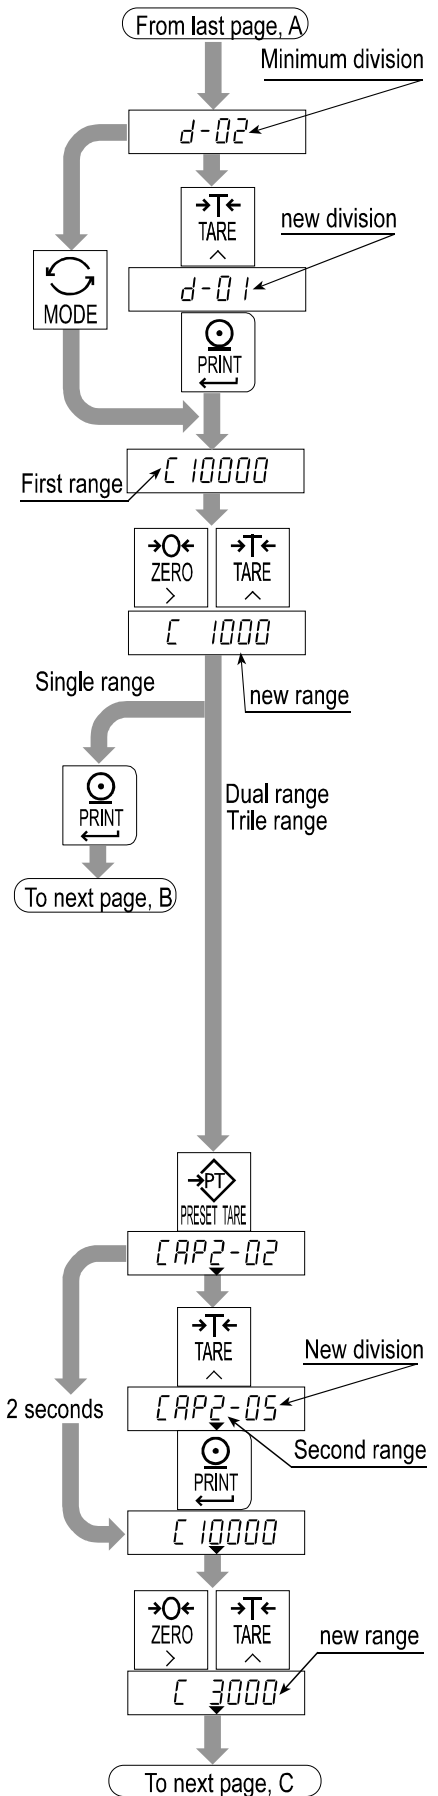 From last page, A
Minimum division
d-02
→T←
TARE
new division
MODE
d-01
PRINT
C 10000
First range
→O←
ZERO
→T←
TARE
C 1000
Single range
new range
PRINT
Dual range
Trile range
To next page, B
→PT
PRESET TARE
CAP2-02
→T←
TARE
New division
2 seconds
CAP2-05
Second range
PRINT
C 10000
→O←
ZERO
→T←
TARE
new range
C 3000
To next page, C